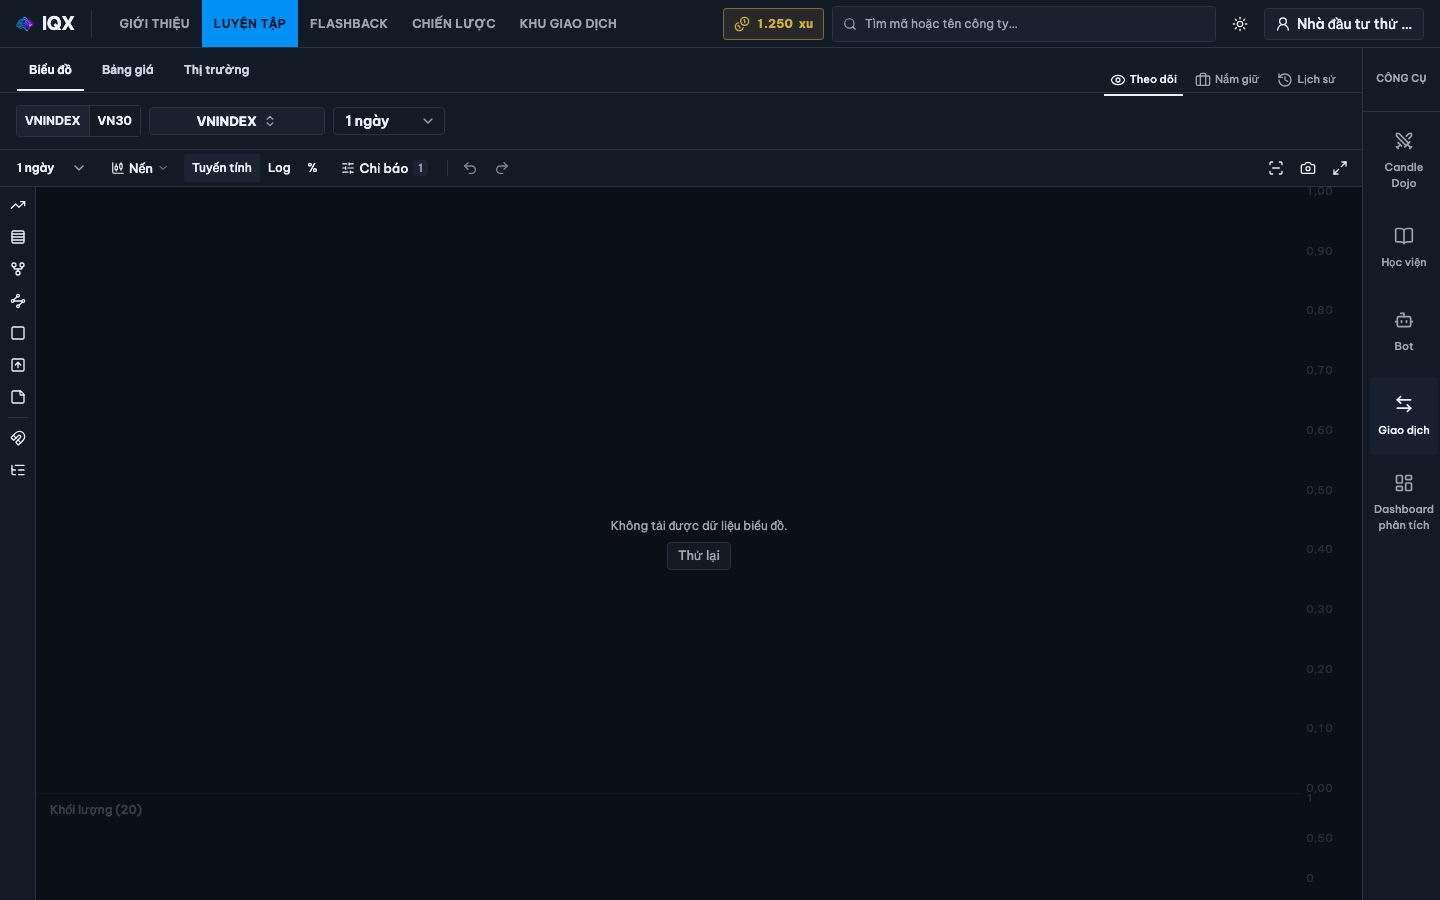 IQX
GIỚI THIỆU
LUYỆN TẬP
FLASHBACK
CHIẾN LƯỢC
KHU GIAO DỊCH
1.250 xu
Tìm mã hoặc tên công ty...
Nhà đầu tư thử ...
Biểu đồ
Bảng giá
Thị trường
Theo dõi
Nắm giữ
Lịch sử
CÔNG CỤ
VNINDEX
VN30
VNINDEX
1 ngày
1 ngày
Nến
Tuyến tính
Log
%
Chỉ báo
1
Candle
Dojo
Học viện
Bot
Giao dịch
Dashboard
phân tích
1,00
0,90
0,80
0,70
0,60
0,50
0,40
0,30
0,20
0,10
0,00
Không tải được dữ liệu biểu đồ.
Thử lại
Khối lượng (20)
1
0,50
0